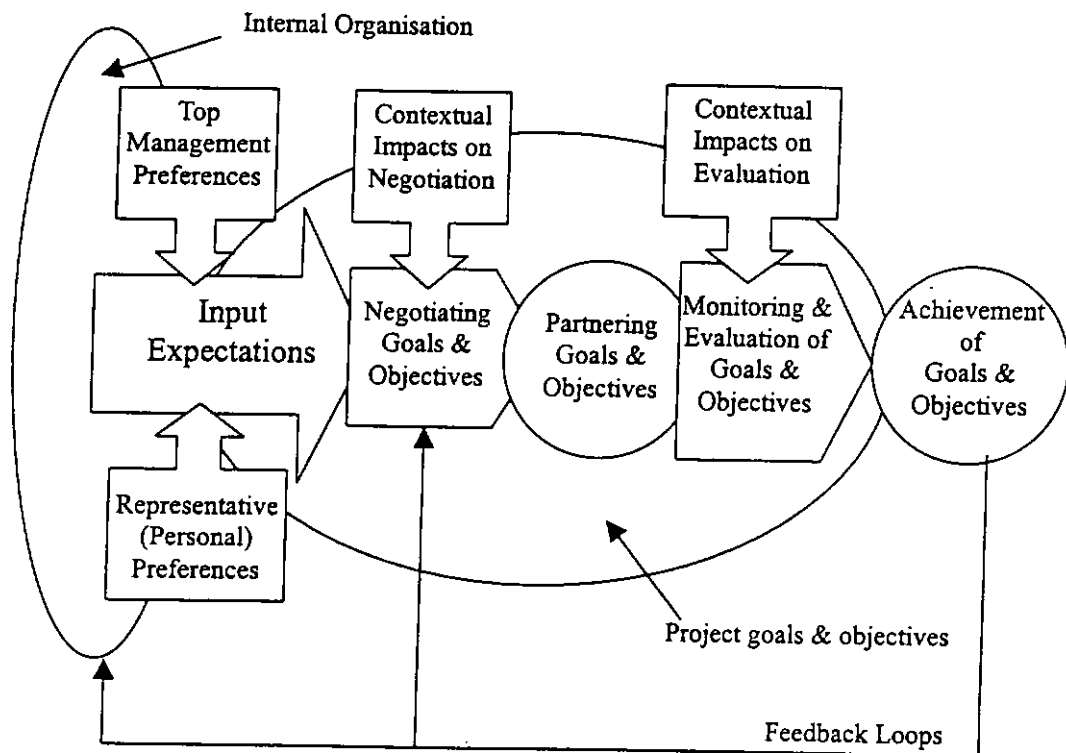 Internal Organisation
Top
Management
Preferences
Contextual
Impacts on
Negotiation
Contextual
Impacts on
Evaluation
Input
Expectations
Negotiating
Goals &
Objectives
Partnering
Goals &
Objectives
Monitoring &
Evaluation of
Goals &
Objectives
Achievement
of
Goals &
Objectives
Representative
(Personal)
Preferences
Project goals & objectives
Feedback Loops